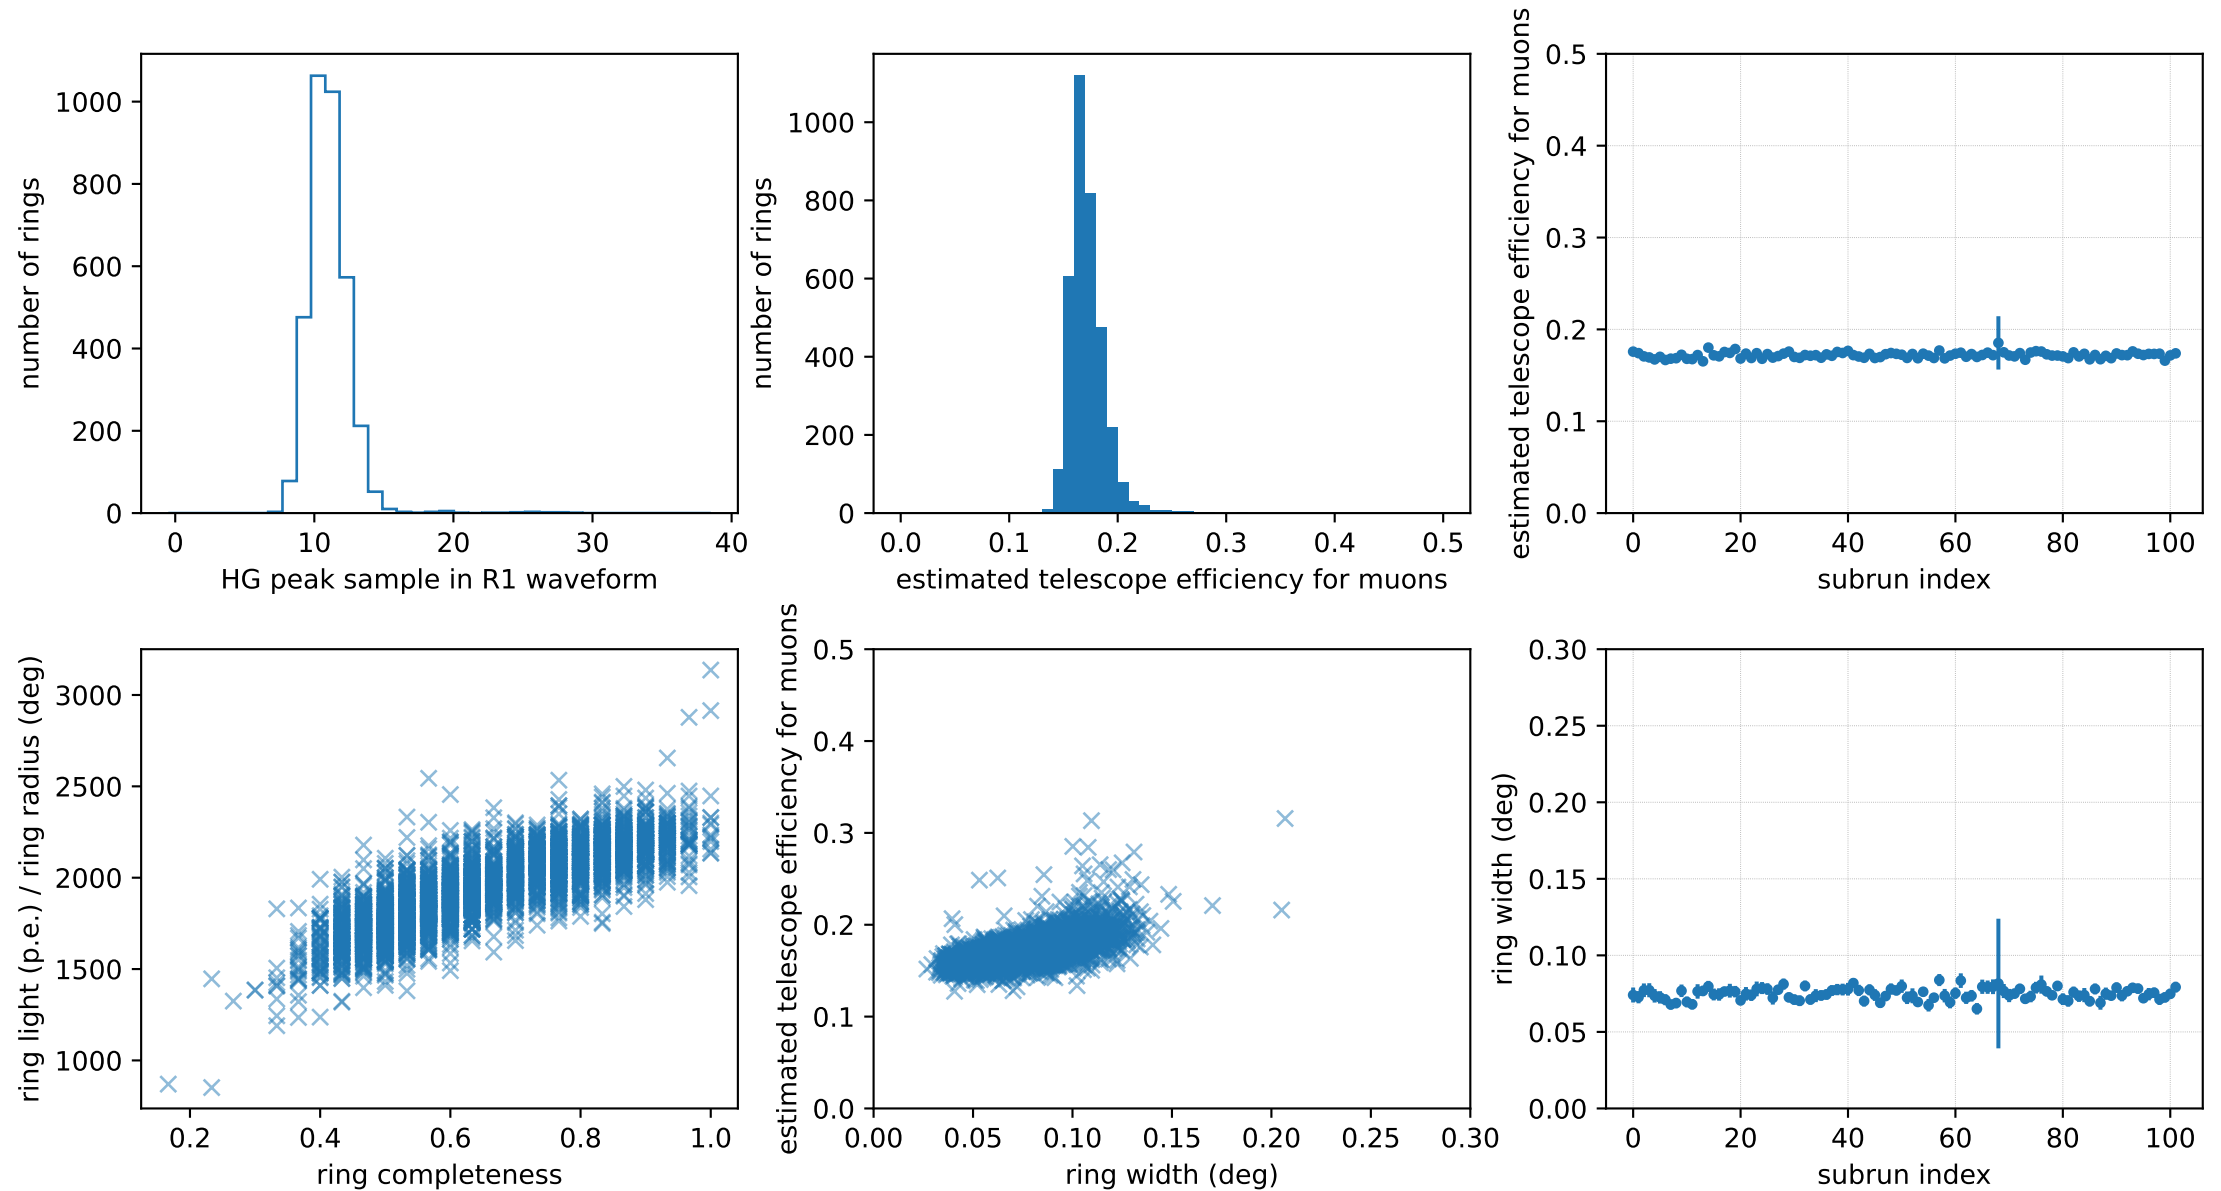 number of rings
1000
800
600
400
200
0
0 10 20 30 40
HG peak sample in R1 waveform
number of rings
1000
800
600
400
200
0
0.0 0.1 0.2 0.3 0.4 0.5
estimated telescope efficiency for muons
estimated telescope efficiency for muons
0.5
0.4
0.3
0.2
0.1
0.0
0 20 40 60 80 100
subrun index
ring light (p.e.) / ring radius (deg)
3000
2500
2000
1500
1000
0.2 0.4 0.6 0.8 1.0
ring completeness
estimated telescope efficiency for muons
0.5
0.4
0.3
0.2
0.1
0.0
0.00 0.05 0.10 0.15 0.20 0.25 0.30
ring width (deg)
ring width (deg)
0.30
0.25
0.20
0.15
0.10
0.05
0.00
0 20 40 60 80 100
subrun index